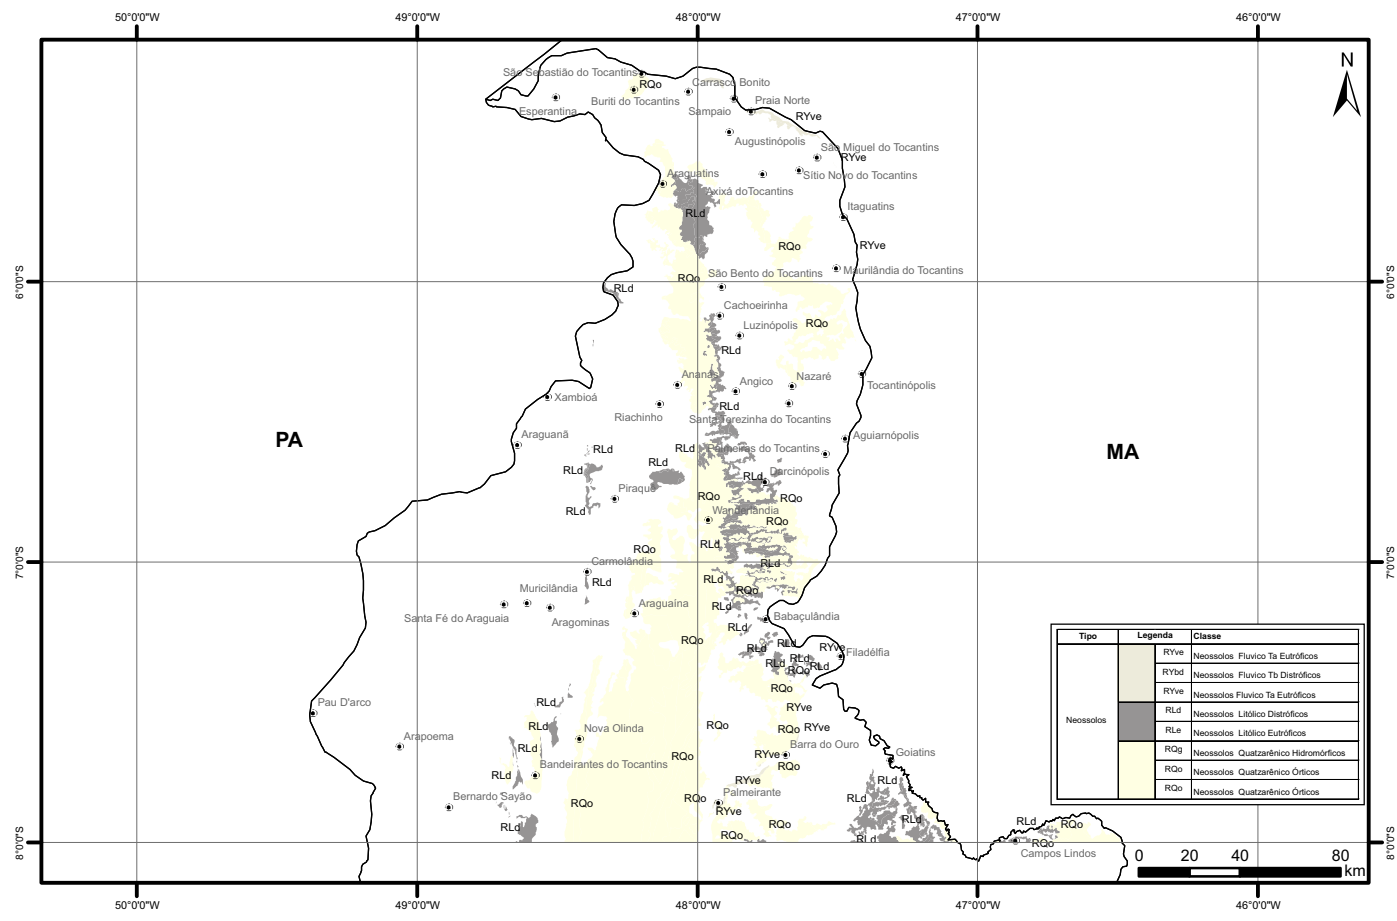 50°0'0"W 49°0'0"W 48°0'0"W 47°0'0"W 46°0'0"W
N
São Sebastião do Tocantins
RQo
Carrasco Bonito
Esperantina
Buriti do Tocantins
Sampaio
Praia Norte
RYve
Augustinópolis
São Miguel do Tocantins
RYve
Araguatins
Sítio Novo do Tocantins
Axixá doTocantins
RLd
Itaguatins
RQo
RYve
RQo
São Bento do Tocantins
Maurilândia do Tocantins
6°0'0"S
6°0'0"S
RLd
Cachoeirinha
Luzinópolis
RQo
RLd
Ananás
Angico
Nazaré
Tocantinópolis
Xambioá
Riachinho
RLd
Santa Terezinha do Tocantins
PA
Araguanã
Aguiarnópolis
MA
RLd
RLd
Palmeiras do Tocantins
RLd
RLd
RLd
Darcinópolis
Piraquê
RQo
RQo
RLd
Wanderlândia
RQo
RQo
RLd
7°0'0"S
7°0'0"S
Carmolândia
RLd
RLd
RLd
RQo
Muricilândia
Araguaína
RLd
Santa Fé do Araguaia
Aragominas
Babaçulândia
RLd
RQo
RLd
RLd
RYve
Filadélfia
RLd
RLd
RLd
RQo
RQo
Pau D'arco
RLd
RYve
RLd
Nova Olinda
RQo
RQo
RYve
Arapoema
RLd
Barra do Ouro
Goiatins
RQo
RYve
RQo
Bandeirantes do Tocantins
RLd
RYve
RLd
Bernardo Sayão
RQo
RQo
Palmeirante
RLd
RYve
RLd
RLd
RQo
RQo
RLd
RLd
RQo
RQo
Campos Lindos
8°0'0"S
8°0'0"S
Tipo Legenda Classe
Neossolos
RYve Neossolos Fluvico Ta Eutróficos
RYbd Neossolos Fluvico Tb Distróficos
RYve Neossolos Fluvico Ta Eutróficos
RLd Neossolos Litólico Distróficos
RLe Neossolos Litólico Eutróficos
RQg Neossolos Quatzarênico Hidromórficos
RQo Neossolos Quatzarênico Órticos
RQo Neossolos Quatzarênico Órticos
0 20 40 80
km
50°0'0"W 49°0'0"W 48°0'0"W 47°0'0"W 46°0'0"W